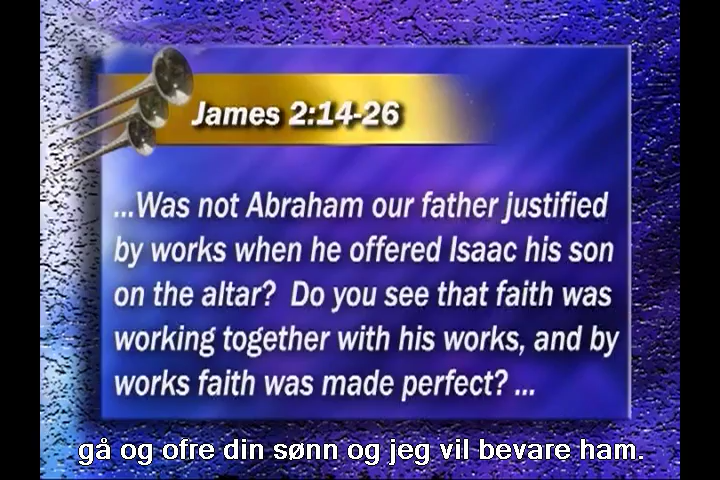 James 2:14-26
...Was not Abraham our father justified
by works when he offered Isaac his son
on the altar? Do you see that faith was
working together with his works, and by
works faith was made perfect? ...
gå og ofre din sønn og jeg vil bevare ham.